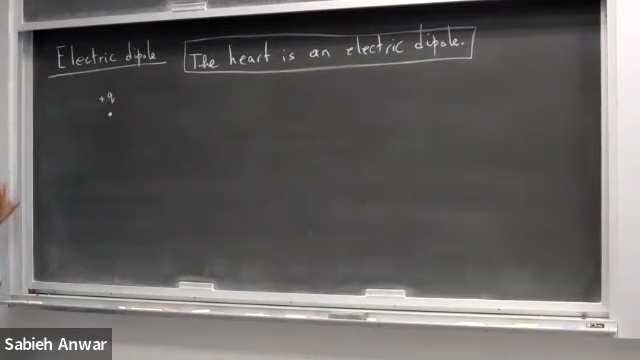 Electric dipole
The heart is an electric dipole.
+q
Sabieh Anwar